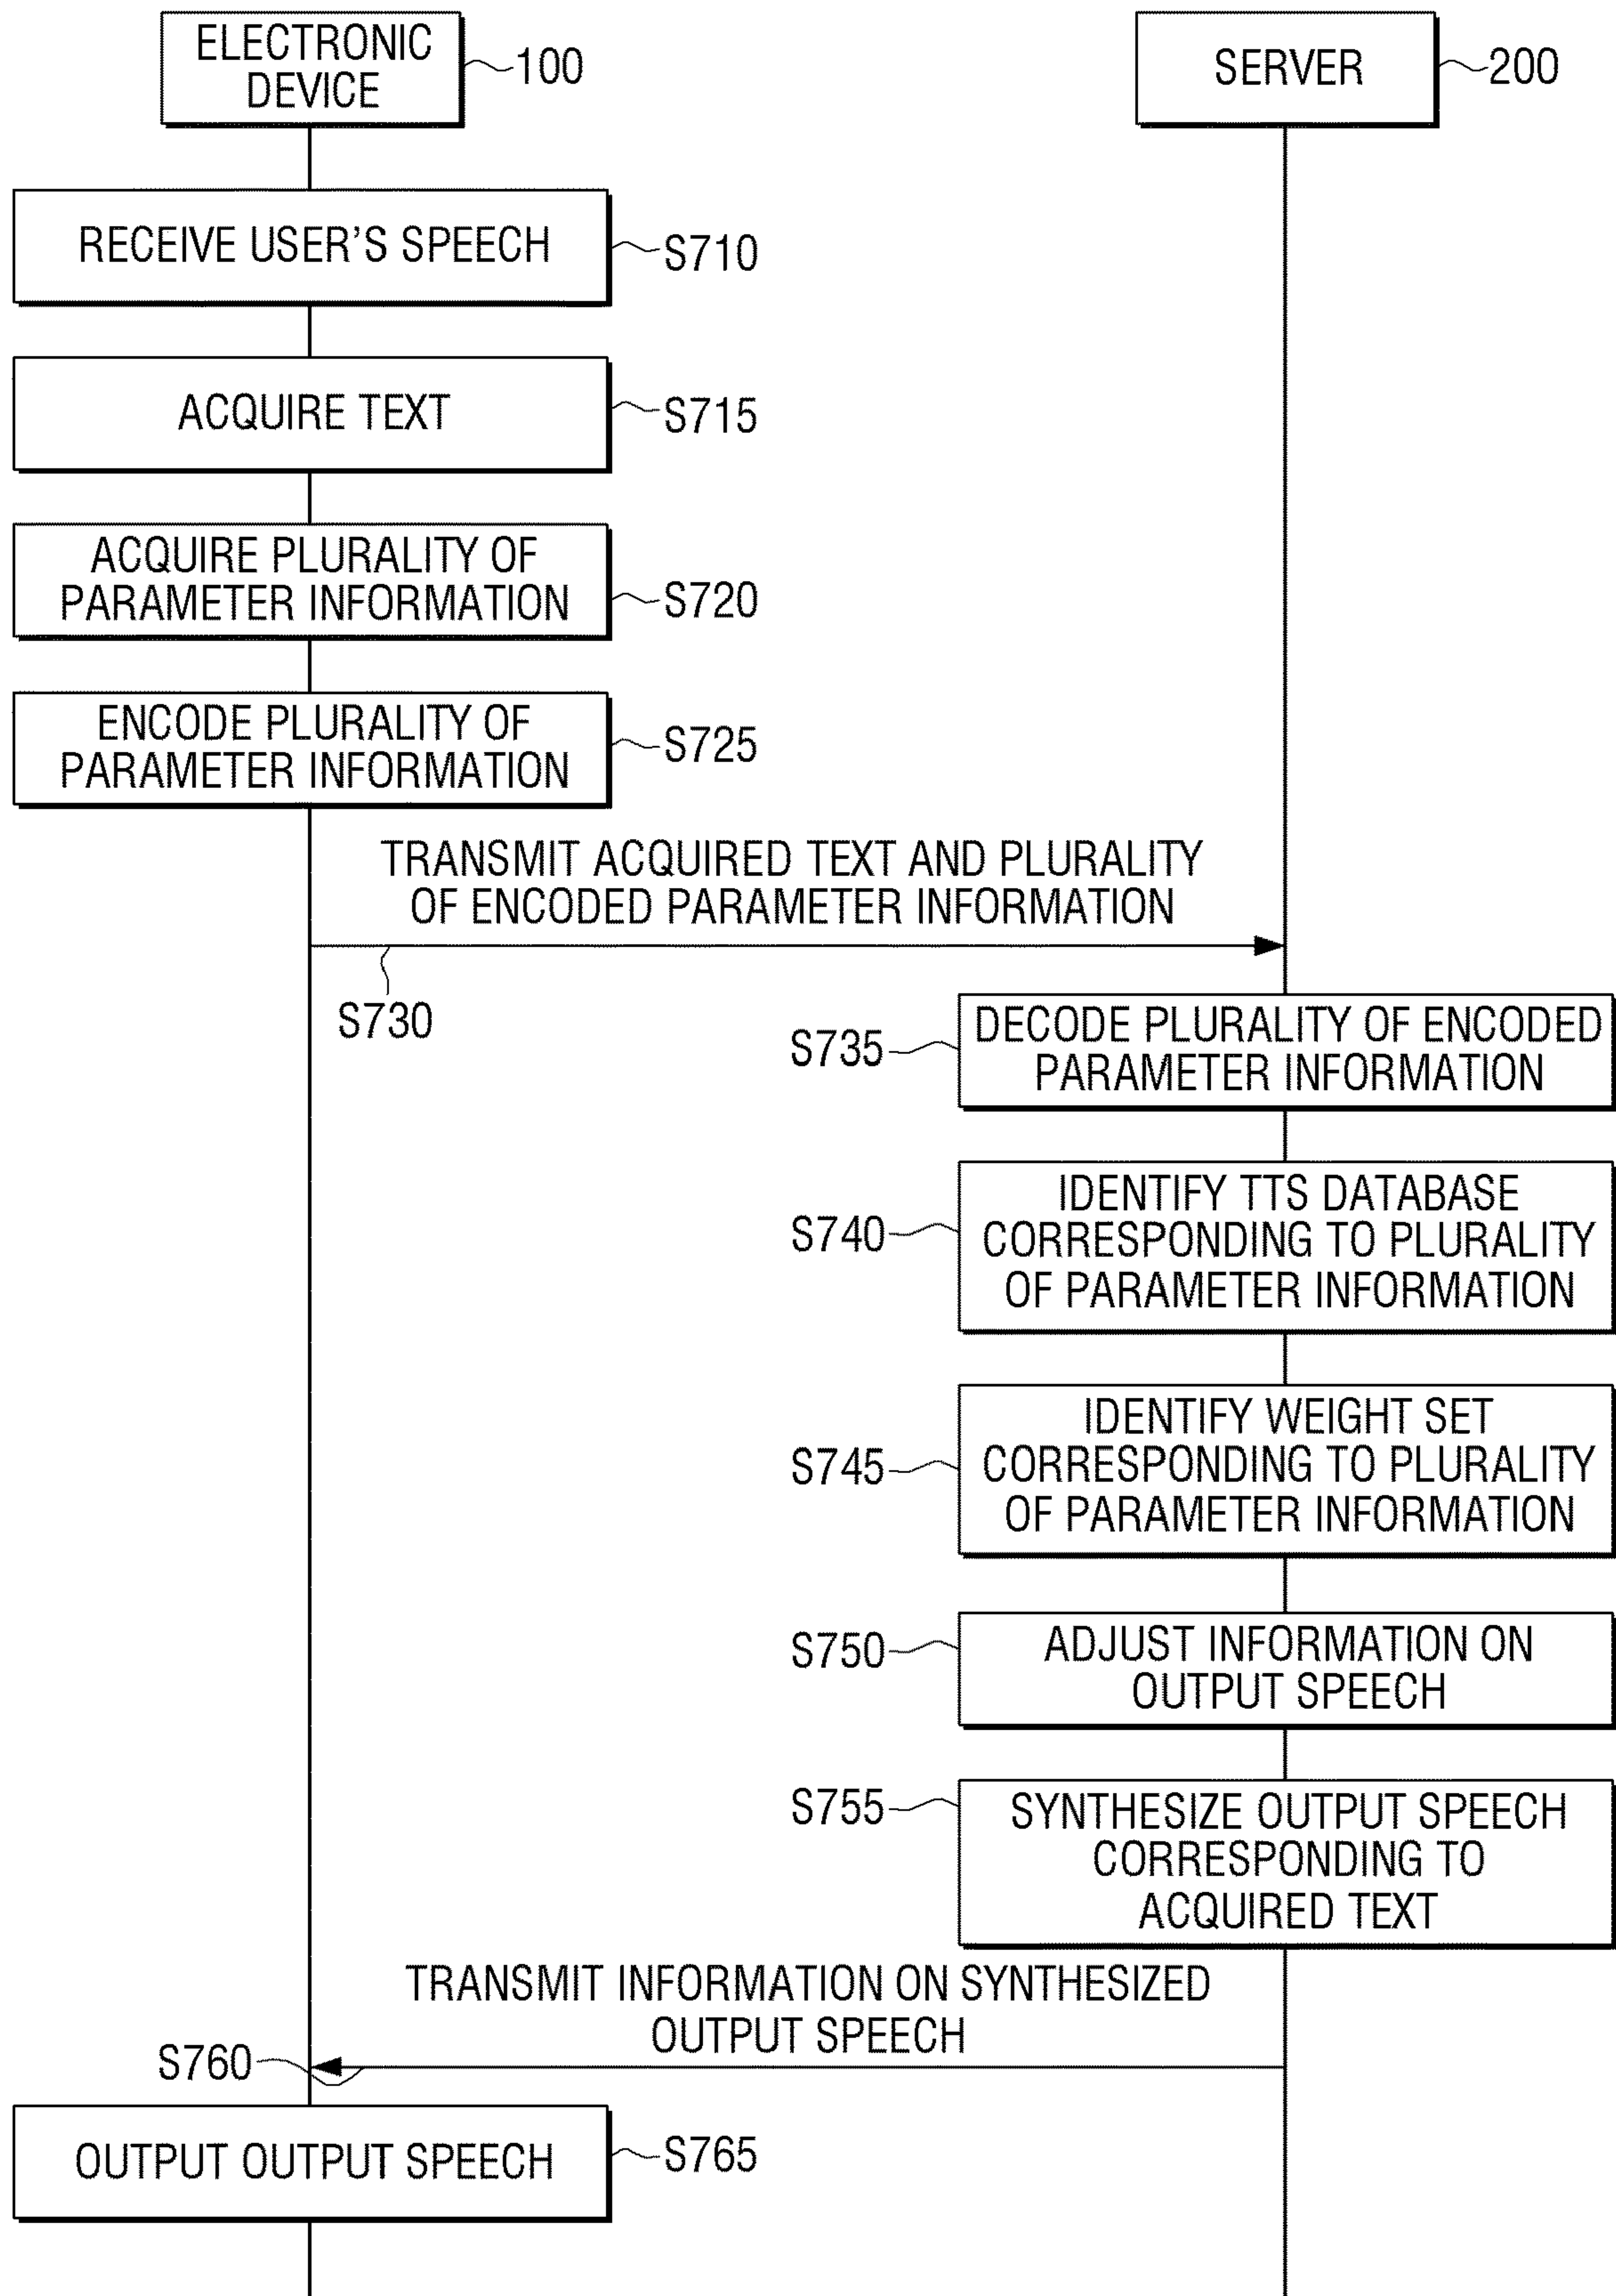 ELECTRONIC
DEVICE
100
SERVER
200
RECEIVE USER'S SPEECH
S710
ACQUIRE TEXT
S715
ACQUIRE PLURALITY OF
PARAMETER INFORMATION
S720
ENCODE PLURALITY OF
PARAMETER INFORMATION
S725
TRANSMIT ACQUIRED TEXT AND PLURALITY
OF ENCODED PARAMETER INFORMATION
S730
S735
DECODE PLURALITY OF ENCODED
PARAMETER INFORMATION
S740
IDENTIFY TTS DATABASE
CORRESPONDING TO PLURALITY
OF PARAMETER INFORMATION
S745
IDENTIFY WEIGHT SET
CORRESPONDING TO PLURALITY
OF PARAMETER INFORMATION
S750
ADJUST INFORMATION ON
OUTPUT SPEECH
S755
SYNTHESIZE OUTPUT SPEECH
CORRESPONDING TO
ACQUIRED TEXT
TRANSMIT INFORMATION ON SYNTHESIZED
OUTPUT SPEECH
S760
OUTPUT OUTPUT SPEECH
S765